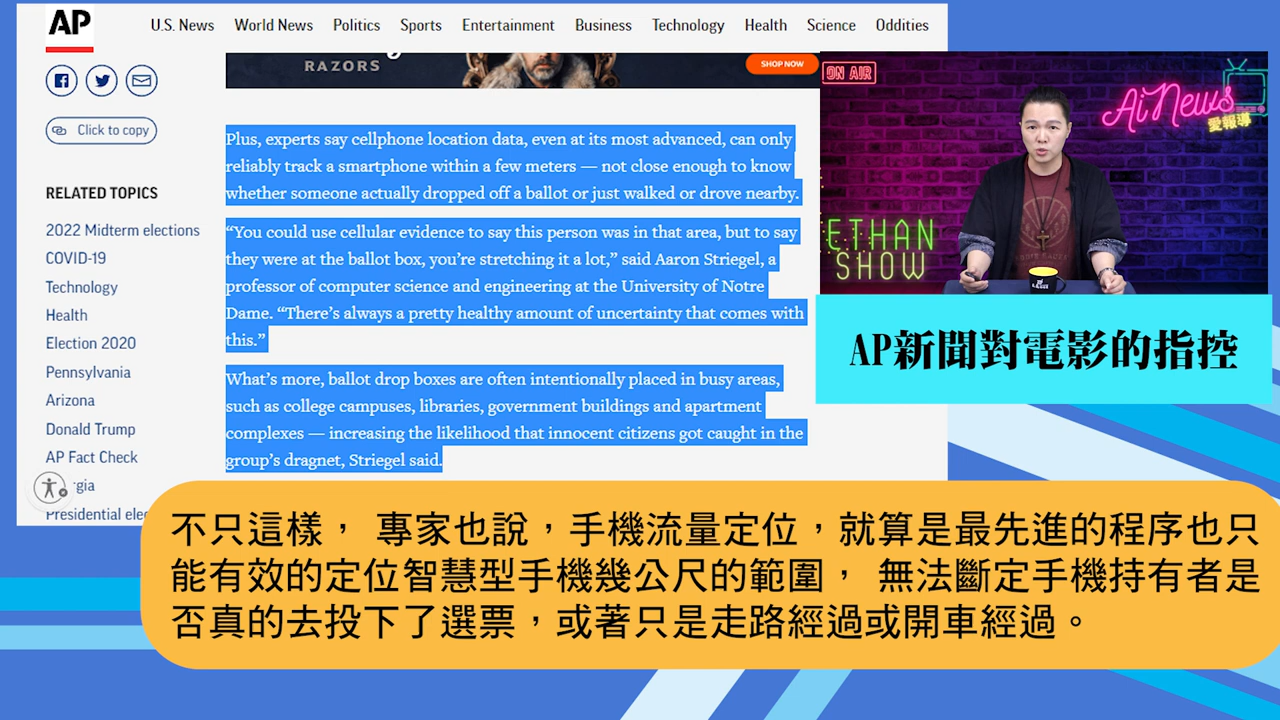 AP
U.S. News World News Politics Sports Entertainment Business Technology Health Science Oddities
RAZORS
SHOP NOW
Click to copy
RELATED TOPICS
2022 Midterm elections
COVID-19
Technology
Health
Election 2020
Pennsylvania
Arizona
Donald Trump
AP Fact Check
Plus, experts say cellphone location data, even at its most advanced, can only
reliably track a smartphone within a few meters — not close enough to know
whether someone actually dropped off a ballot or just walked or drove nearby.
“You could use cellular evidence to say this person was in that area, but to say
they were at the ballot box, you’re stretching it a lot,” said Aaron Striegel, a
professor of computer science and engineering at the University of Notre
Dame. “There’s always a pretty healthy amount of uncertainty that comes with
this.”
What’s more, ballot drop boxes are often intentionally placed in busy areas,
such as college campuses, libraries, government buildings and apartment
complexes — increasing the likelihood that innocent citizens got caught in the
group’s dragnet, Striegel said.
ON AIR
Ai News
愛報導
ETHAN
SHOW
AP新聞對電影的指控
不只這樣， 專家也說，手機流量定位，就算是最先進的程序也只
能有效的定位智慧型手機幾公尺的範圍， 無法斷定手機持有者是
否真的去投下了選票，或著只是走路經過或開車經過。